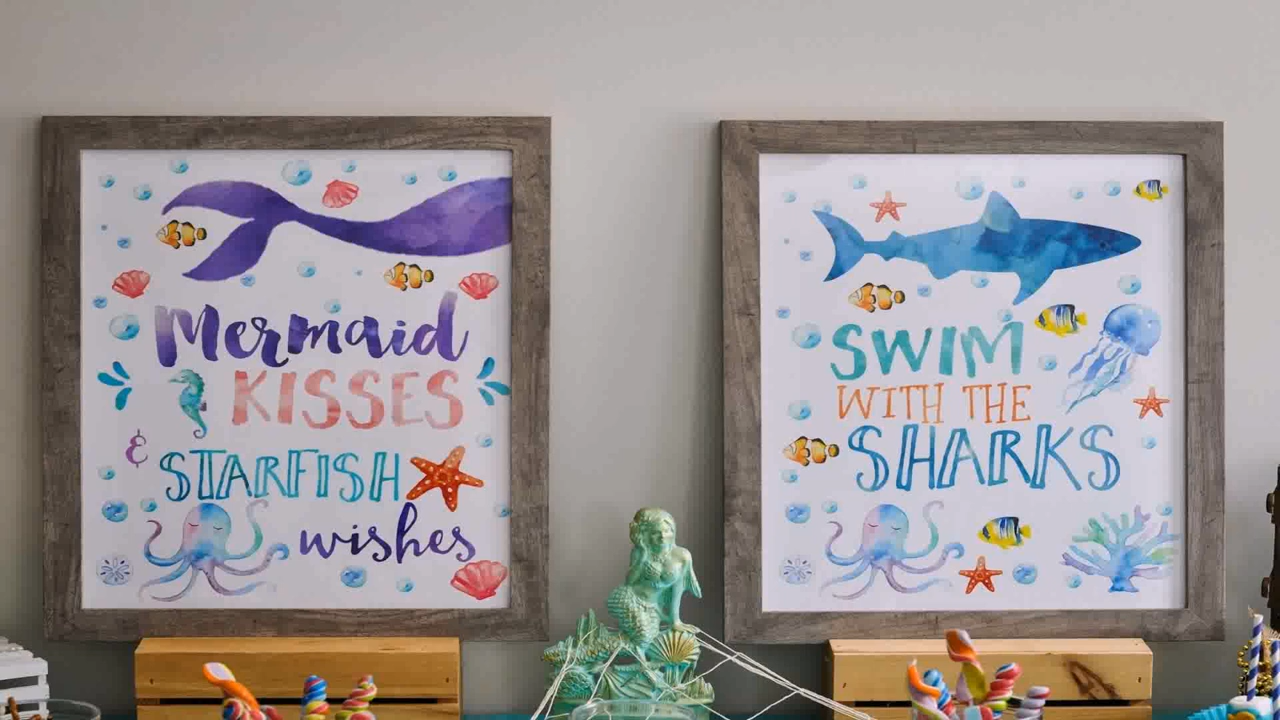 Mermaid
KISSES
& STARFISH
wishes
SWIM
WITH THE
SHARKS